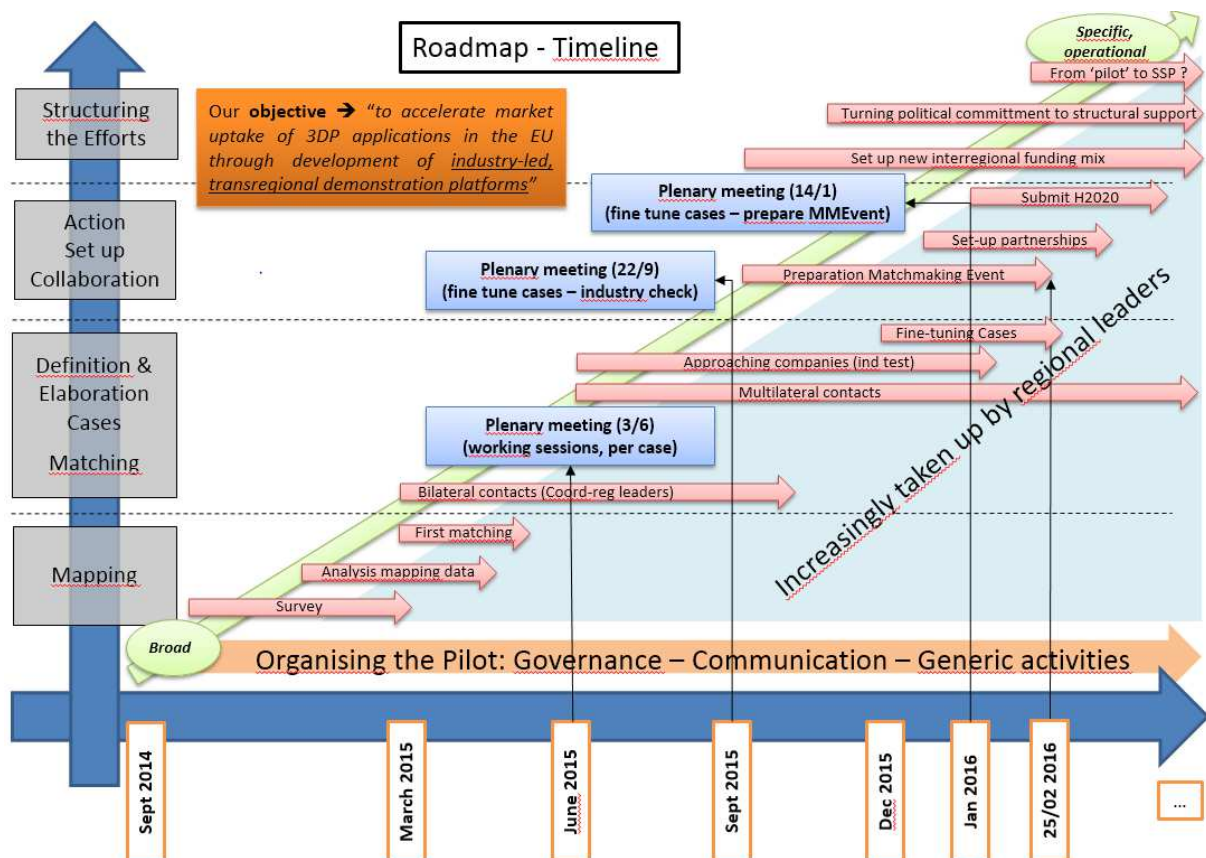 Roadmap - Timeline
Specific,
operational
From 'pilot' to SSP ?
Structuring
the Efforts
Our objective ➔ "to accelerate market
uptake of 3DP applications in the EU
through development of industry-led,
transregional demonstration platforms"
Turning political committment to structural support
Set up new interregional funding mix
Action
Set up
Collaboration
Plenary meeting (14/1)
(fine tune cases – prepare MMEvent)
Submit H2020
Set-up partnerships
Plenary meeting (22/9)
(fine tune cases – industry check)
Preparation Matchmaking Event
Definition &
Elaboration
Cases
Matching
Fine-tuning Cases
Approaching companies (ind test)
Multilateral contacts
Plenary meeting (3/6)
(working sessions, per case)
Bilateral contacts (Coord-reg leaders)
Increasingly taken up by regional leaders
Mapping
First matching
Analysis mapping data
Survey
Broad
Organising the Pilot: Governance – Communication – Generic activities
Sept 2014
March 2015
June 2015
Sept 2015
Dec 2015
Jan 2016
25/02 2016
...